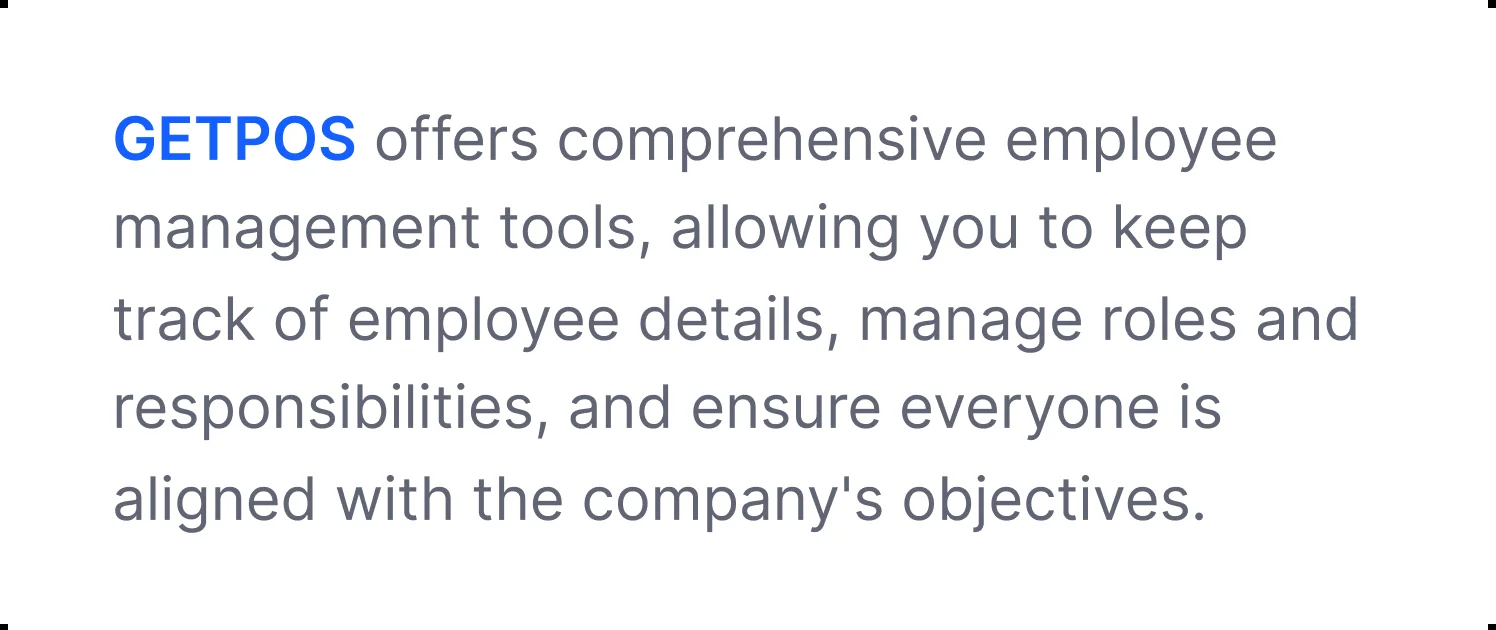 GETPOS offers comprehensive employee
management tools, allowing you to keep
track of employee details, manage roles and
responsibilities, and ensure everyone is
aligned with the company's objectives.